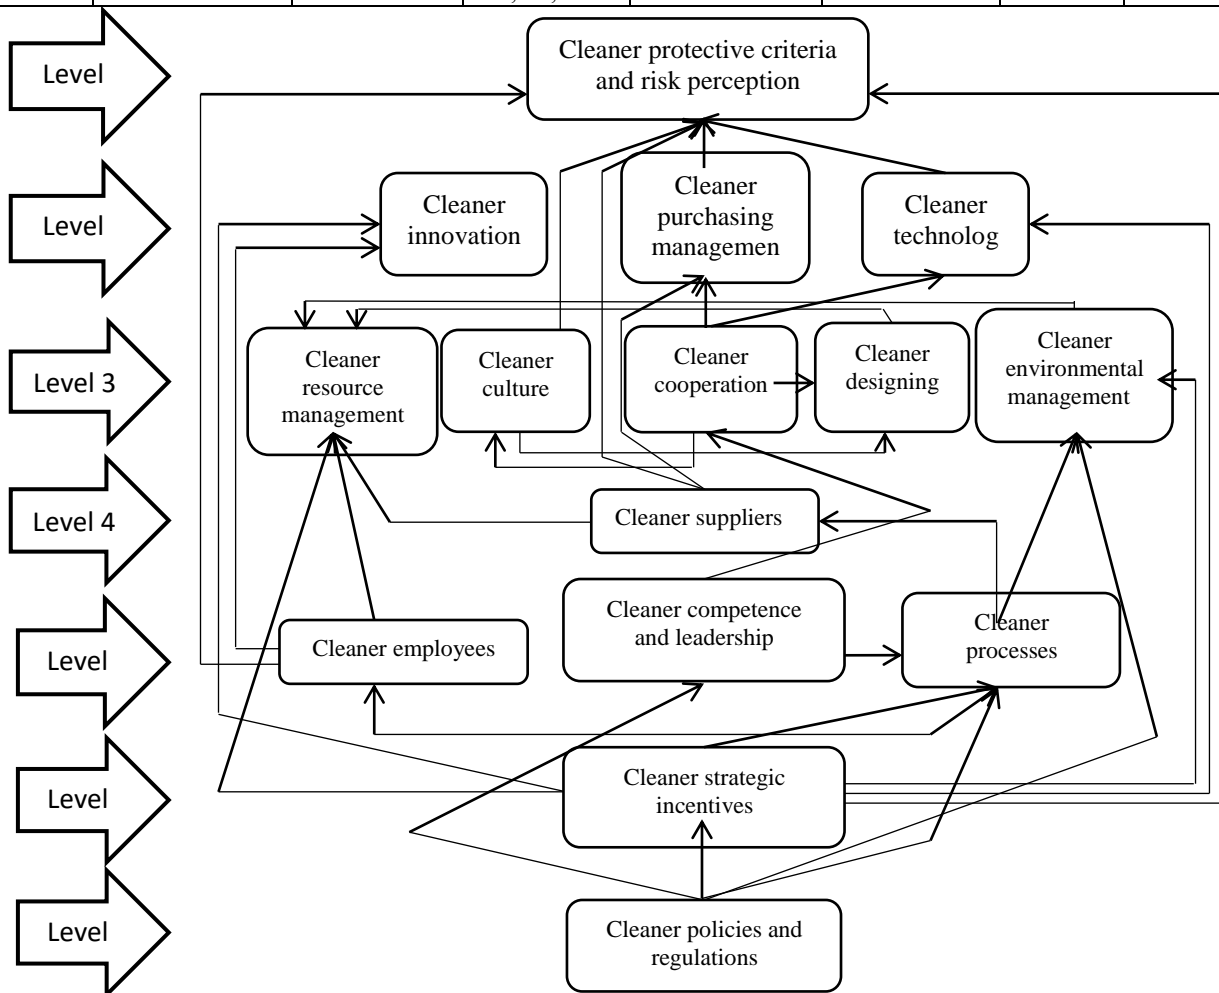 Level
Cleaner protective criteria
and risk perception
Level
Cleaner
innovation
Cleaner
purchasing
managemen
Cleaner
technolog
Level 3
Cleaner
resource
management
Cleaner
culture
Cleaner
cooperation
Cleaner
designing
Cleaner
environmental
management
Level 4
Cleaner suppliers
Level
Cleaner employees
Cleaner competence
and leadership
Cleaner
processes
Level
Cleaner strategic
incentives
Level
Cleaner policies and
regulations